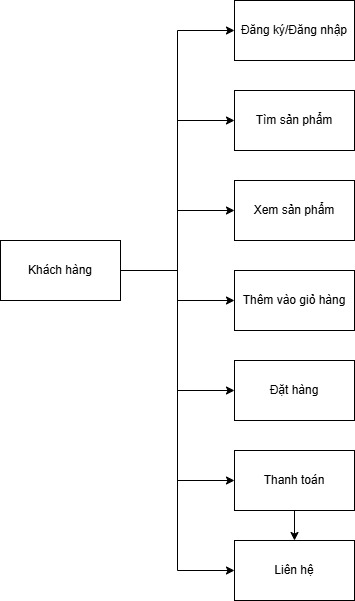 Đăng ký/Đăng nhập
Tìm sản phẩm
Xem sản phẩm
Khách hàng
Thêm vào giỏ hàng
Đặt hàng
Thanh toán
Liên hệ